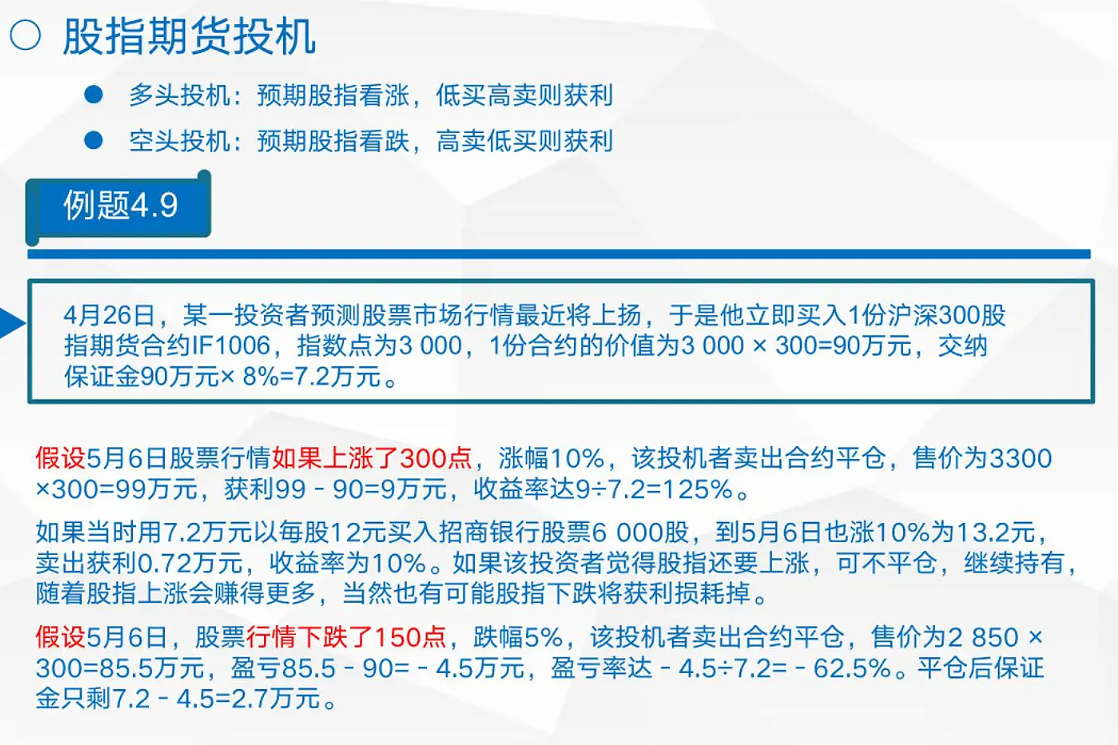 股指期货投机
多头投机：预期股指看涨，低买高卖则获利
空头投机：预期股指看跌，高卖低买则获利
例题4.9
4月26日，某一投资者预测股票市场行情最近将上扬，于是他立即买入1份沪深300股
指期货合约IF1006，指数点为3 000，1份合约的价值为3 000 × 300=90万元，交纳
保证金90万元× 8%=7.2万元。
假设5月6日股票行情如果上涨了300点，涨幅10%，该投机者卖出合约平仓，售价为3300
×300=99万元，获利99－90=9万元，收益率达9÷7.2=125%。
如果当时用7.2万元以每股12元买入招商银行股票6 000股，到5月6日也涨10%为13.2元，
卖出获利0.72万元，收益率为10%。如果该投资者觉得股指还要上涨，可不平仓，继续持有，
随着股指上涨会赚得更多，当然也有可能股指下跌将获利损耗掉。
假设5月6日，股票行情下跌了150点，跌幅5%，该投机者卖出合约平仓，售价为2 850 ×
300=85.5万元，盈亏85.5－90=－4.5万元，盈亏率达－4.5÷7.2=－62.5%。平仓后保证
金只剩7.2－4.5=2.7万元。